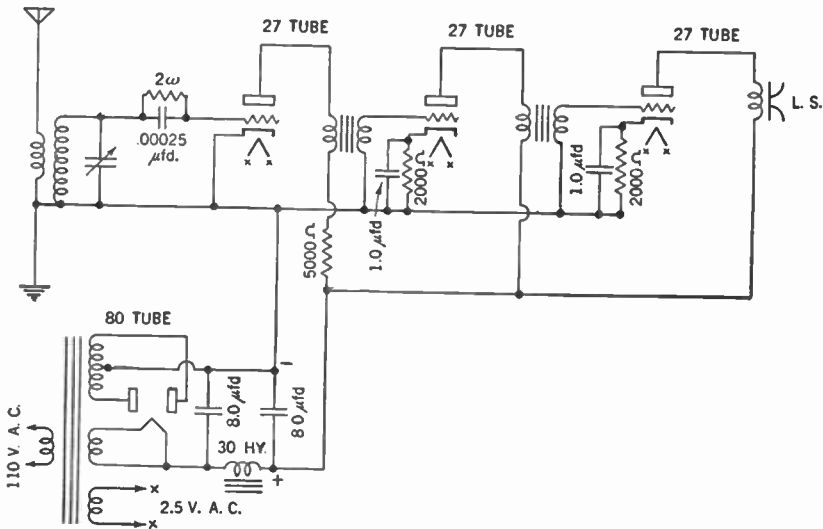 27 TUBE
27 TUBE
27 TUBE
2ω
.00025
µfd.
L. S.
1.0 µfd
2000 Ω
1.0 µfd
2000 Ω
5000 Ω
80 TUBE
–
8.0 µfd
8 0 µfd
30 HY.
+
110 V. A. C.
2.5 V. A. C.
x
x
x x
x x
x x